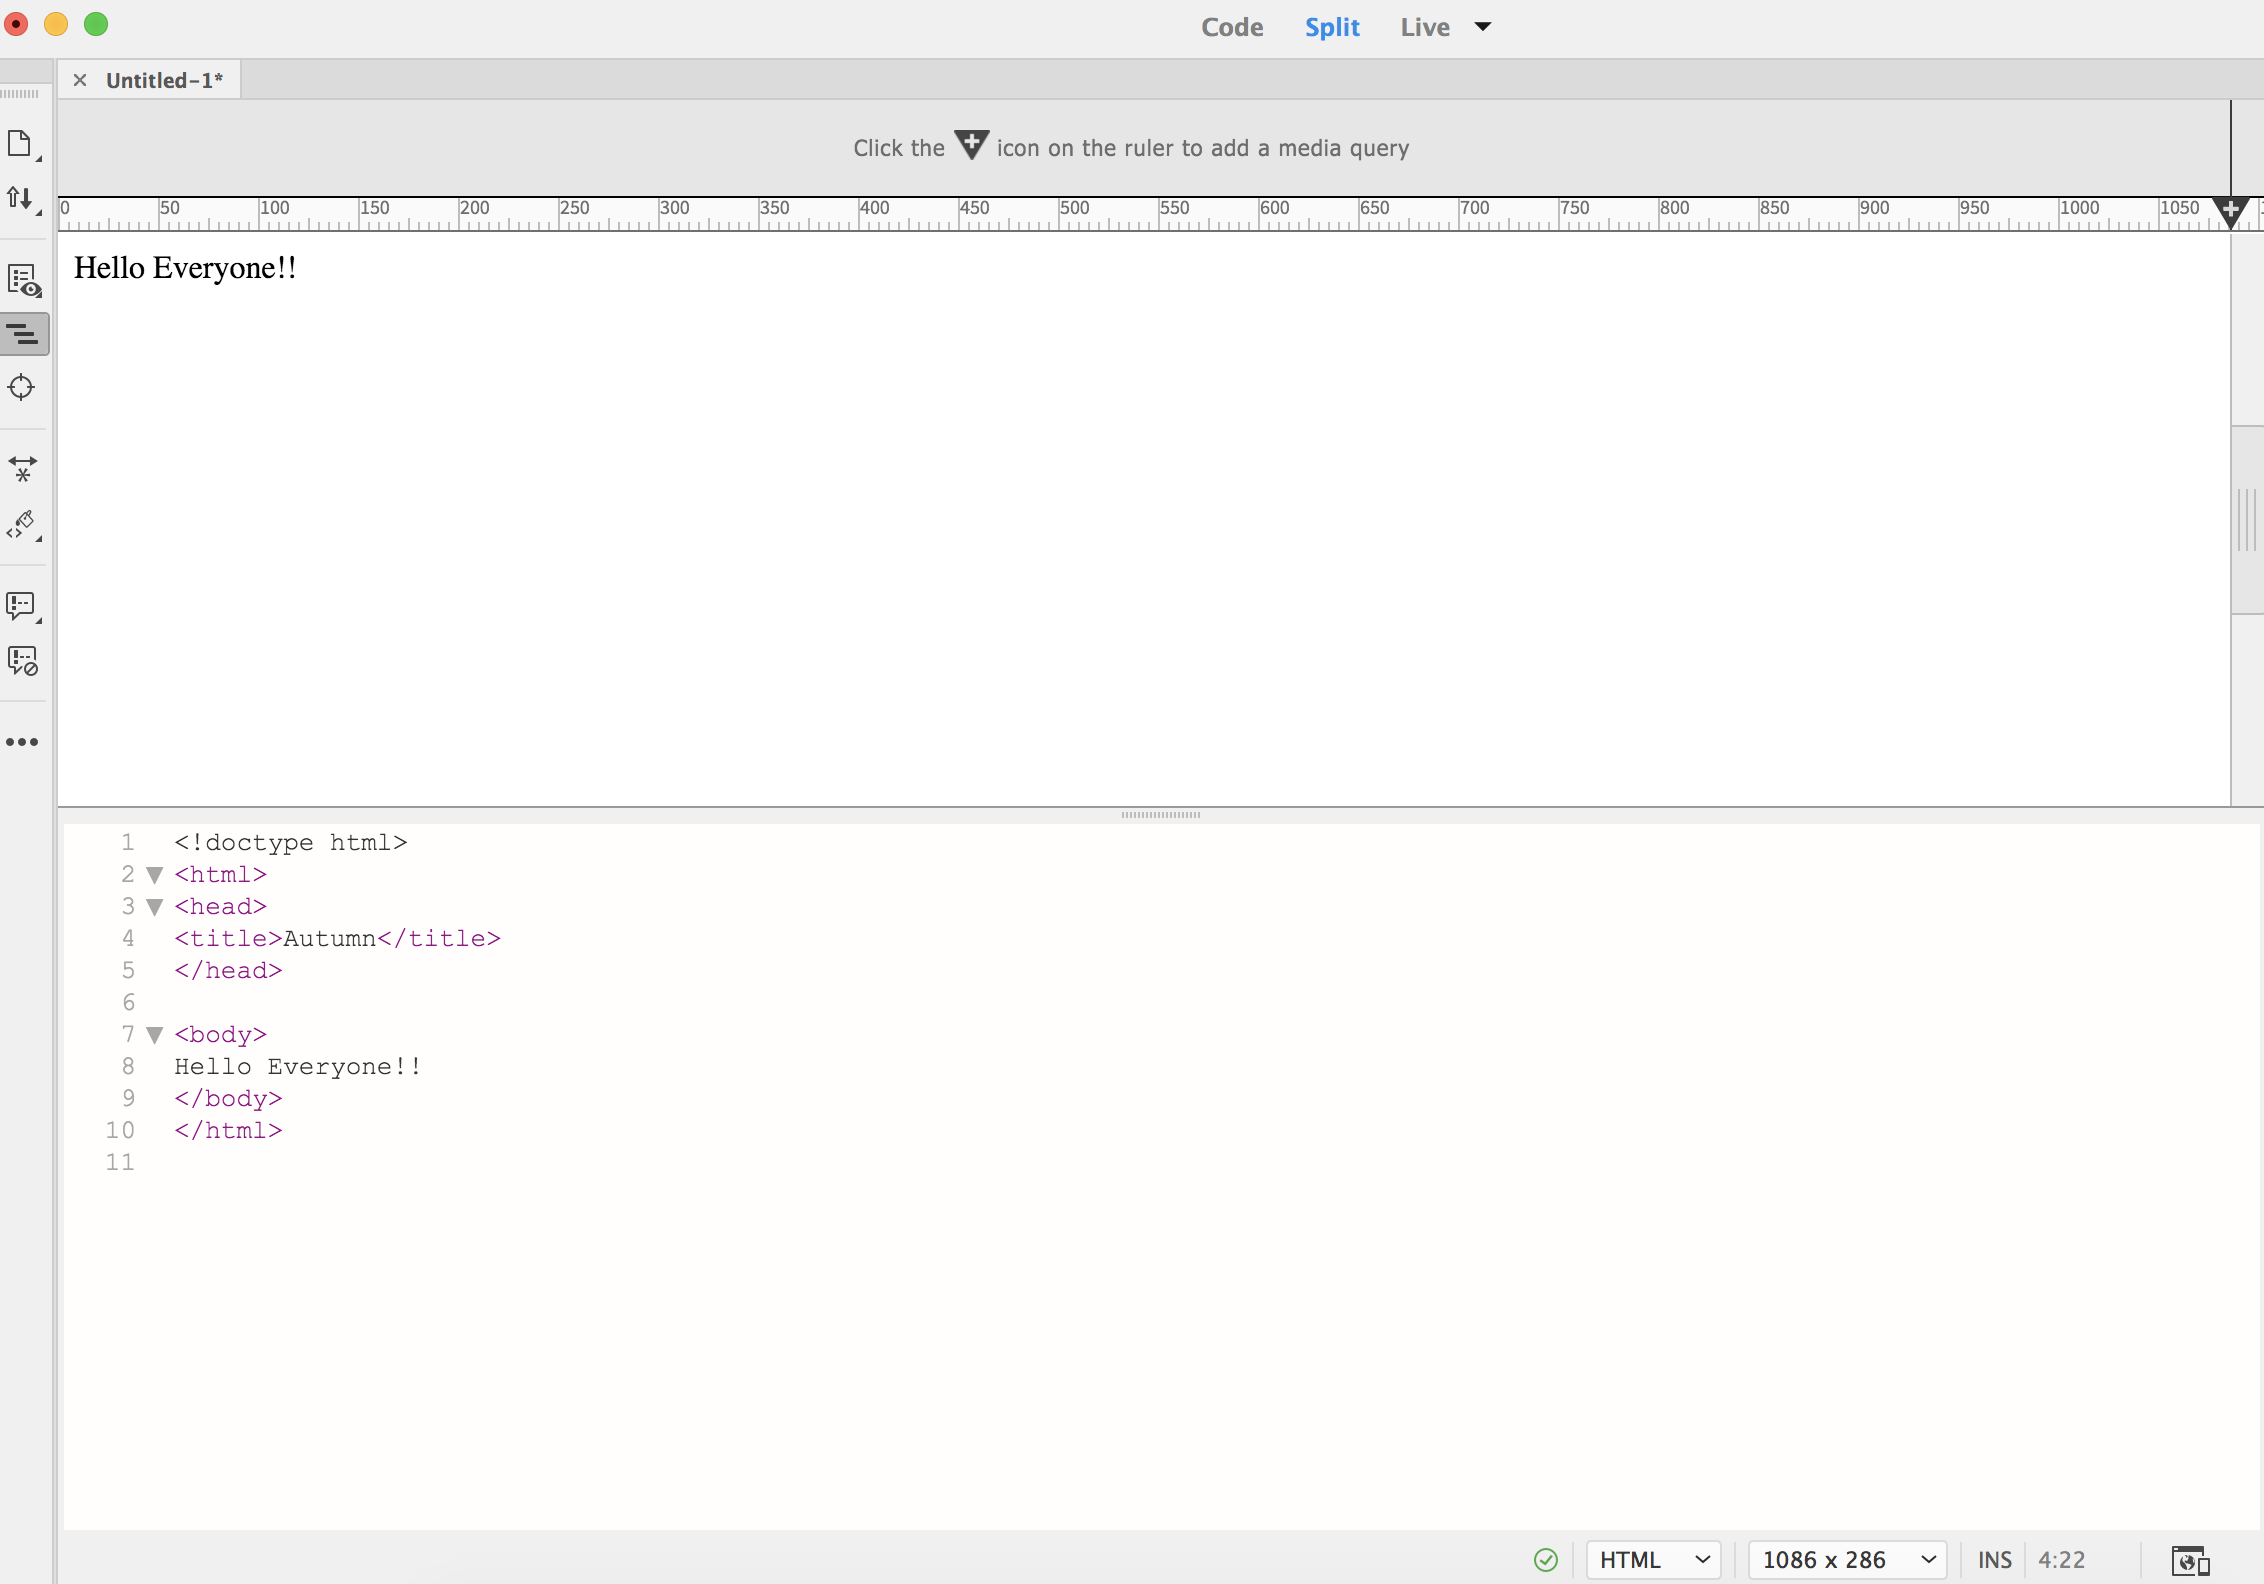 Code Split Live
Untitled-1*
Click the icon on the ruler to add a media query
0 50 100 150 200 250 300 350 400 450 500 550 600 650 700 750 800 850 900 950 1000 1050
Hello Everyone!!
1 <!doctype html>
2 <html>
3 <head>
4 <title>Autumn</title>
5 </head>
6
7 <body>
8 Hello Everyone!!
9 </body>
10 </html>
11
HTML 1086 x 286 INS 4:22